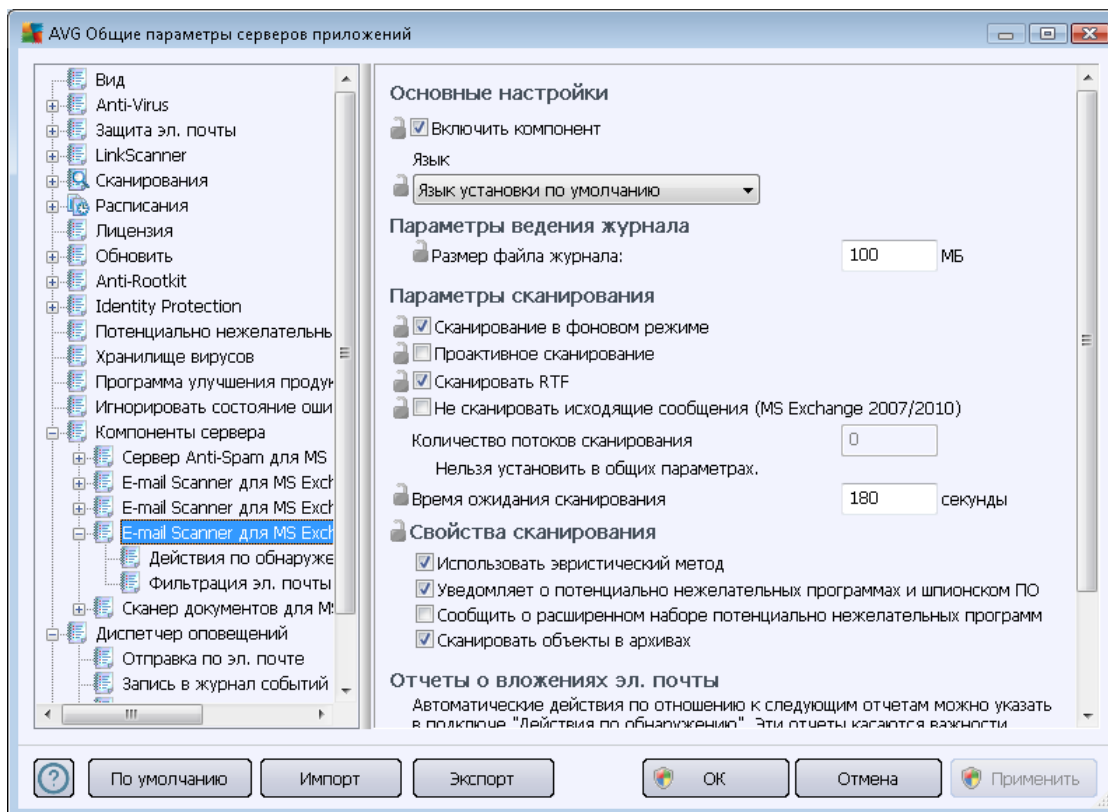 AVG Общие параметры серверов приложений
Вид
Anti-Virus
Защита эл. почты
LinkScanner
Сканирования
Расписания
Лицензия
Обновить
Anti-Rootkit
Identity Protection
Потенциально нежелательнь
Хранилище вирусов
Программа улучшения продук
Игнорировать состояние оши
Компоненты сервера
Сервер Anti-Spam для MS
E-mail Scanner для MS Exch
E-mail Scanner для MS Exch
E-mail Scanner для MS Exch
Действия по обнаруже
Фильтрация эл. почты
Сканер документов для MS
Диспетчер оповещений
Отправка по эл. почте
Запись в журнал событий
Основные настройки
Включить компонент
Язык
Язык установки по умолчанию
Параметры ведения журнала
Размер файла журнала: 100 МБ
Параметры сканирования
Сканирование в фоновом режиме
Проактивное сканирование
Сканировать RTF
Не сканировать исходящие сообщения (MS Exchange 2007/2010)
Количество потоков сканирования 0
Нельзя установить в общих параметрах.
Время ожидания сканирования 180 секунды
Свойства сканирования
Использовать эвристический метод
Уведомляет о потенциально нежелательных программах и шпионском ПО
Сообщить о расширенном наборе потенциально нежелательных программ
Сканировать объекты в архивах
Отчеты о вложениях эл. почты
Автоматические действия по отношению к следующим отчетам можно указать
в подключе "Действия по обнаружению". Эти отчеты касаются важности
? По умолчанию Импорт Экспорт ОК Отмена Применить